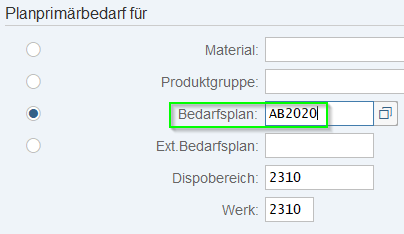 Planprimärbedarf für
Material:
Produktgruppe:
Bedarfsplan: AB2020
Ext.Bedarfsplan:
Dispobereich: 2310
Werk: 2310